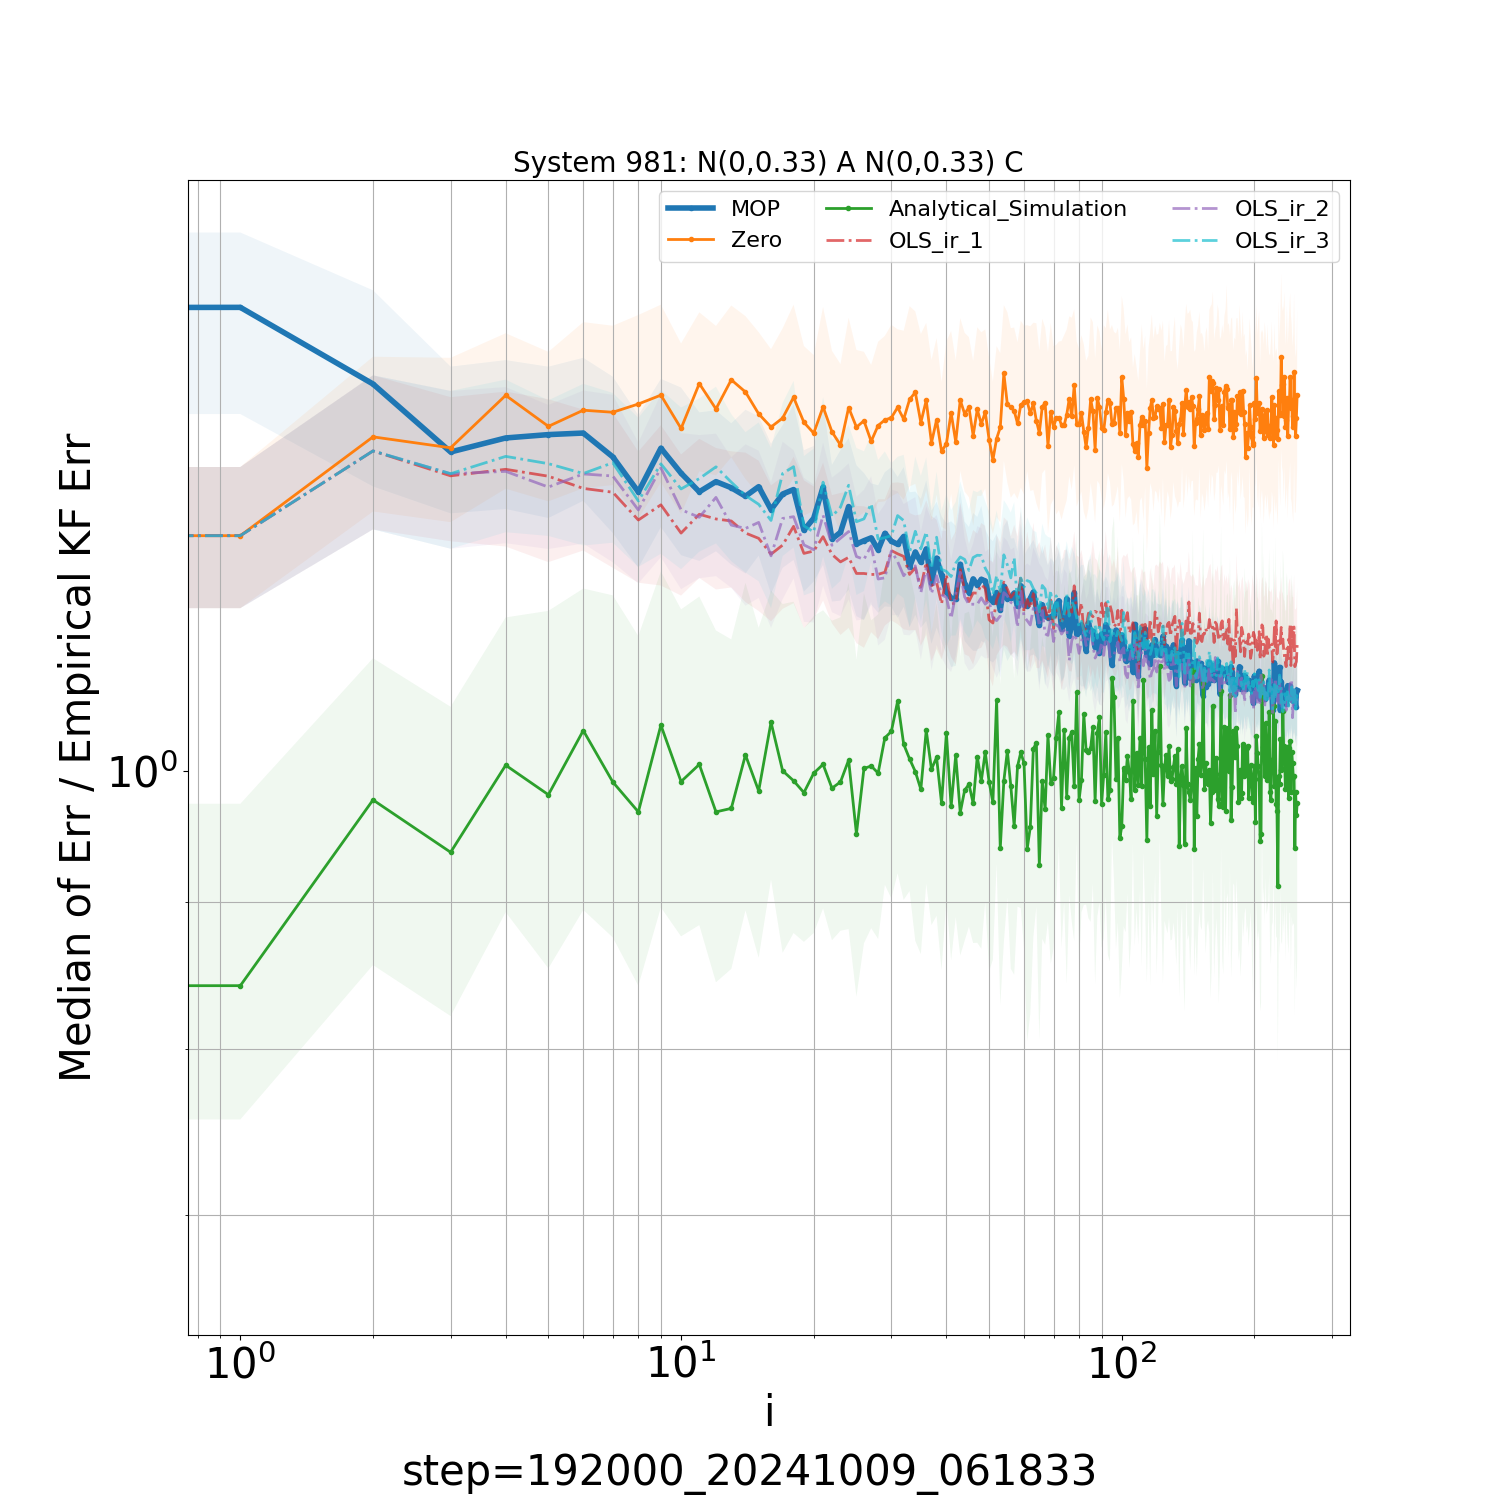 System 981: N(0,0.33) A N(0,0.33) C
MOP
Zero
Analytical_Simulation
OLS_ir_1
OLS_ir_2
OLS_ir_3
Median of Err / Empirical KF Err
10⁰
10⁰ 10¹ 10²
i
step=192000_20241009_061833